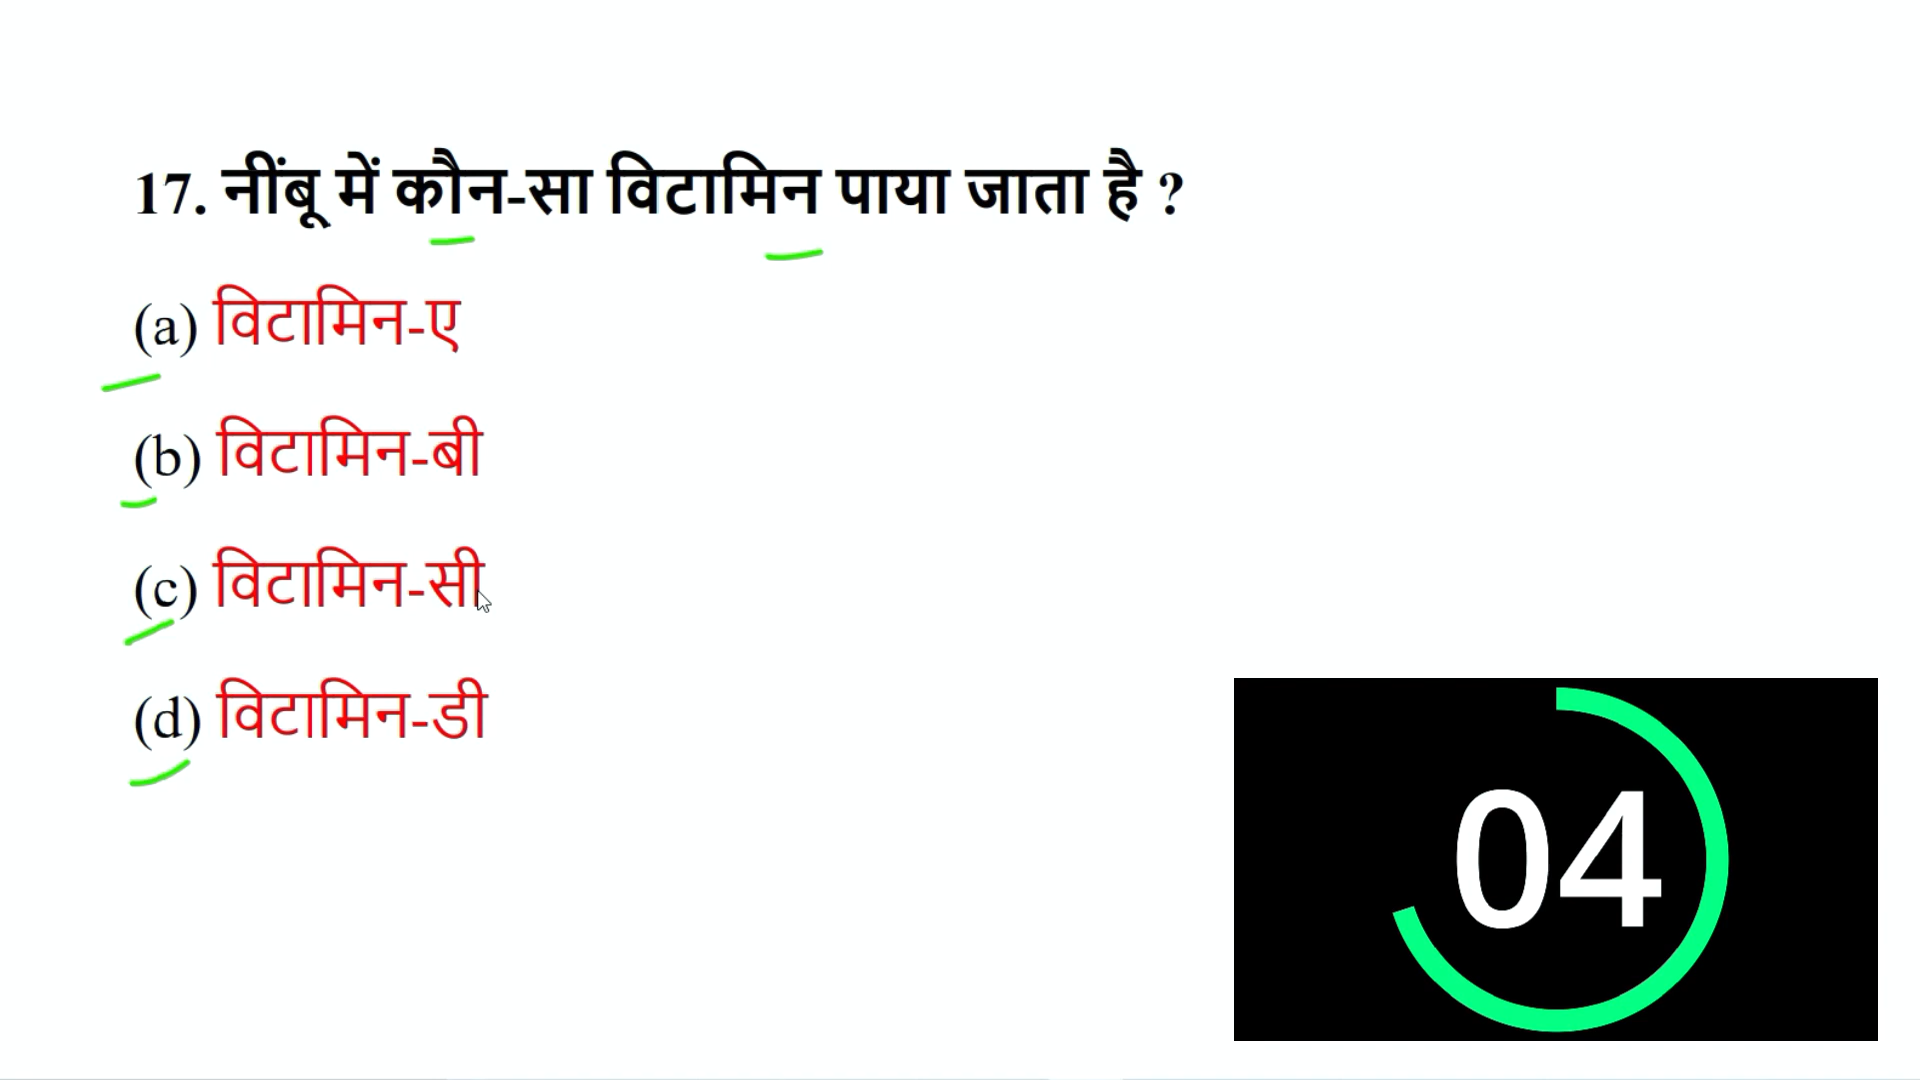 17. नींबू में कौन-सा विटामिन पाया जाता है ?
(a) विटामिन-ए
(b) विटामिन-बी
(c) विटामिन-सी
(d) विटामिन-डी
04